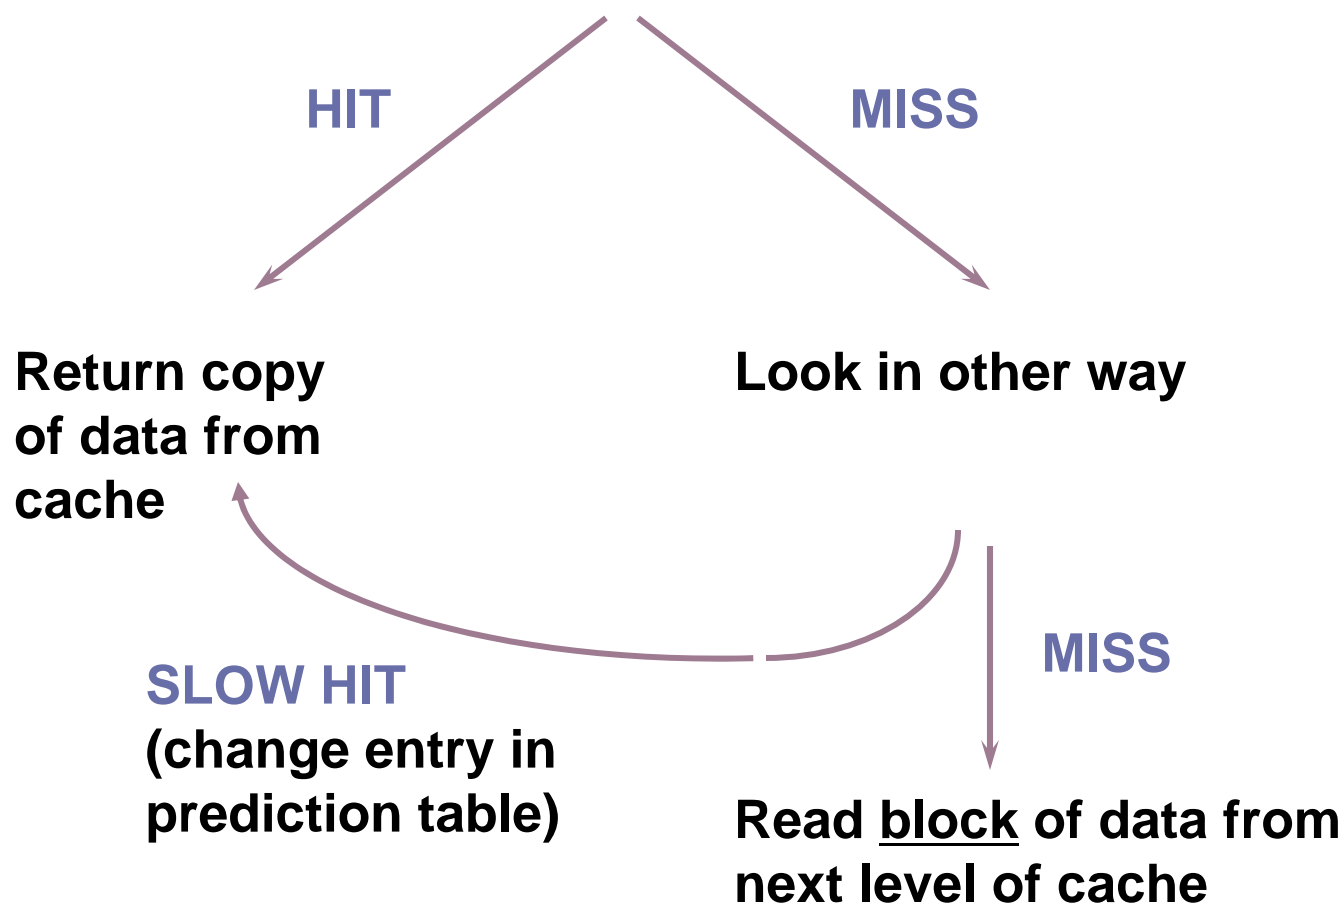 HIT
MISS
Return copy
of data from
cache
Look in other way
SLOW HIT
(change entry in
prediction table)
MISS
Read block of data from
next level of cache